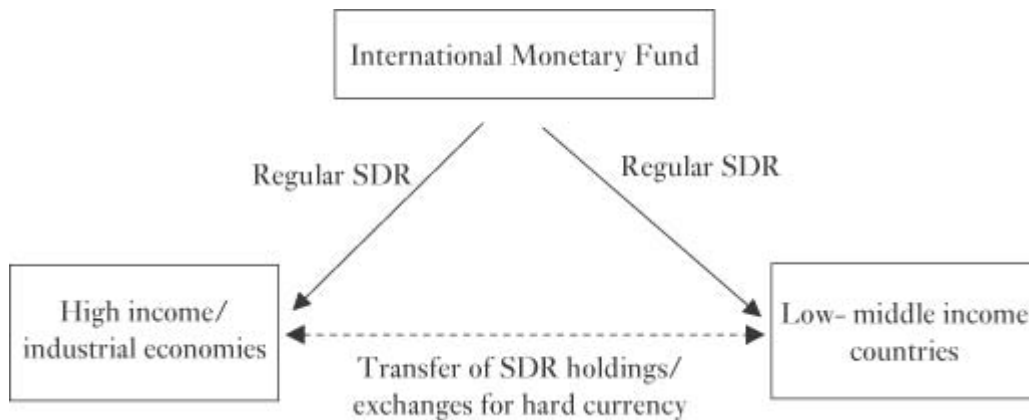 International Monetary Fund
Regular SDR
Regular SDR
High income/
industrial economies
Low- middle income
countries
Transfer of SDR holdings/
exchanges for hard currency